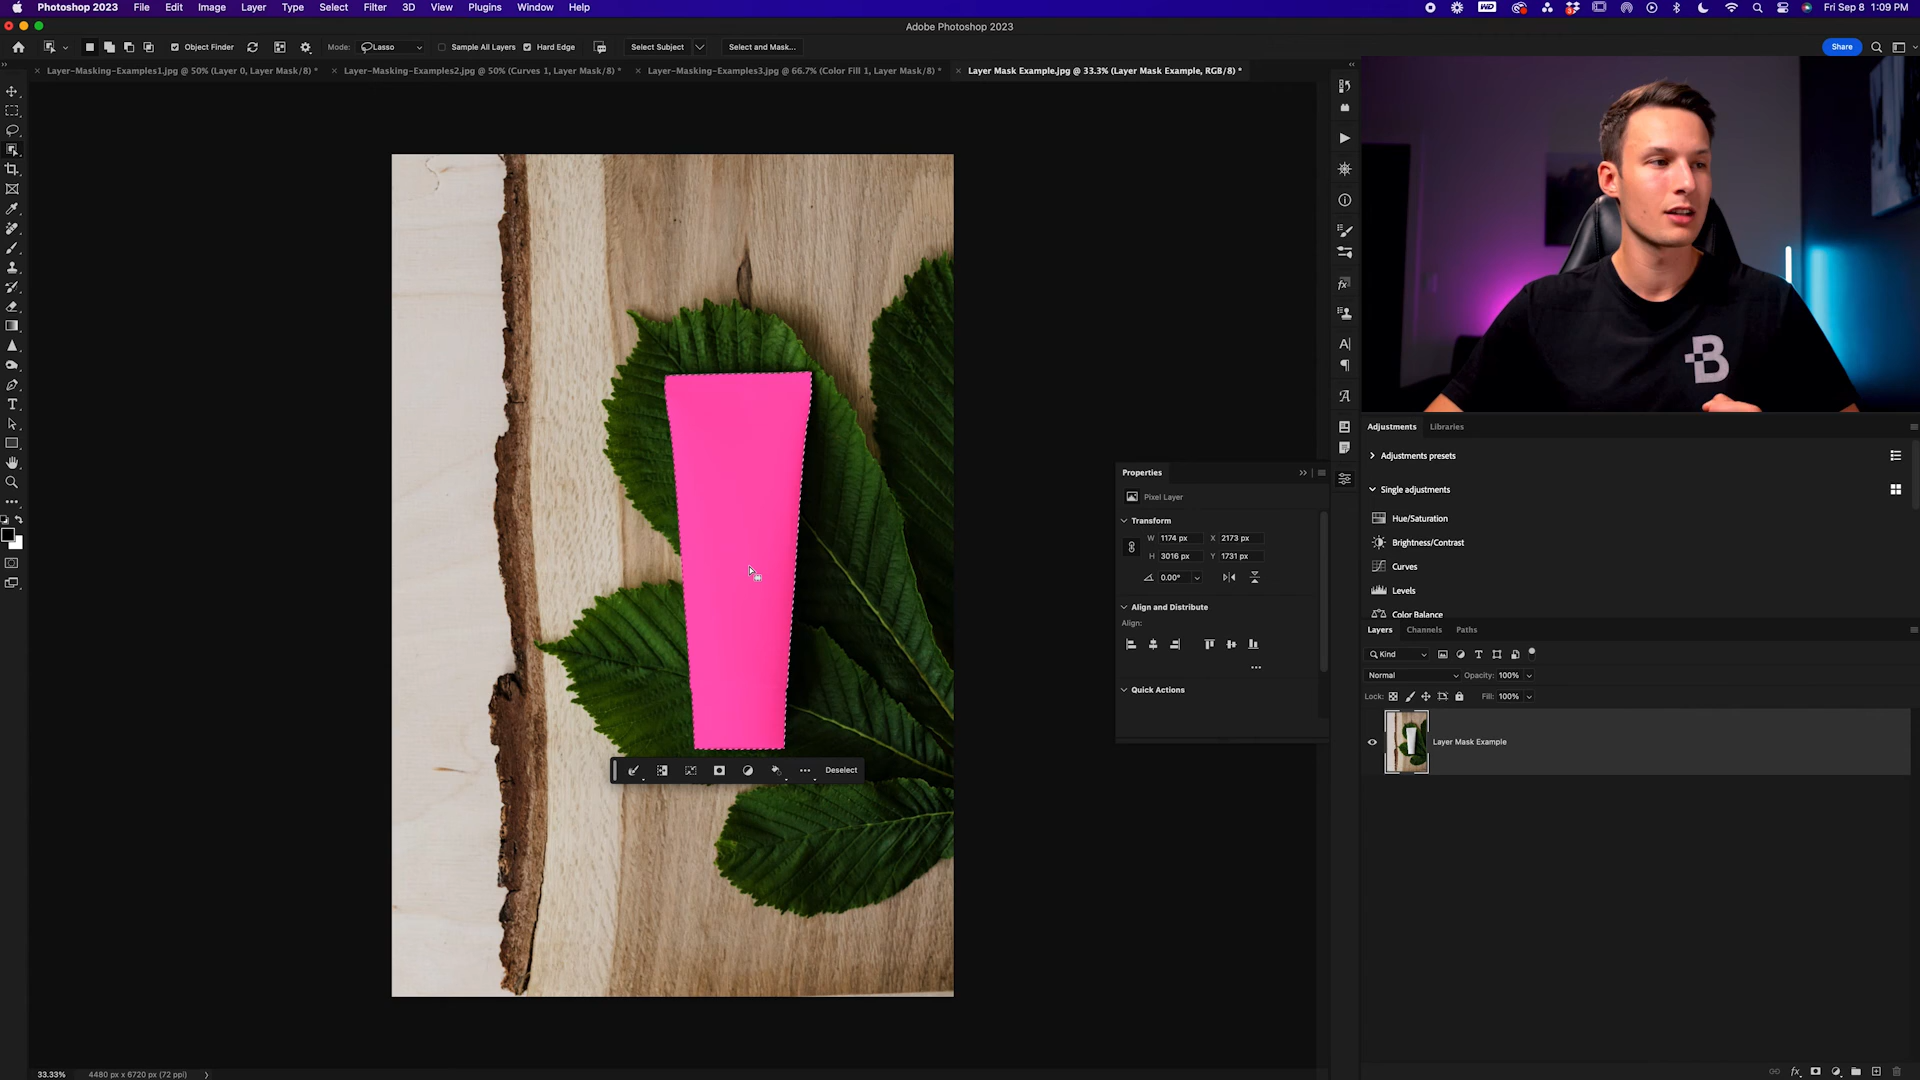 Photoshop 2023 File Edit Image Layer Type Select Filter 3D View Plugins Window Help WD Fri Sep 8 1:09 PM
Adobe Photoshop 2023
Object Finder Mode: Lasso Sample All Layers Hard Edge Select Subject Select and Mask... Share
Layer-Masking-Examples1.jpg @ 50% (Layer 0, Layer Mask/8) * Layer-Masking-Examples2.jpg @ 50% (Curves 1, Layer Mask/8) * Layer-Masking-Examples3.jpg @ 66.7% (Color Fill 1, Layer Mask/8) * Layer Mask Example.jpg @ 33.3% (Layer Mask Example, RGB/8) *
B
Adjustments Libraries
Adjustments presets
Single adjustments
Hue/Saturation
Brightness/Contrast
Curves
Levels
Color Balance
Properties
Pixel Layer
Transform
W 1174 px X 2173 px
H 3016 px Y 1731 px
0.00°
Align and Distribute
Align:
Quick Actions
Layers Channels Paths
Kind
Normal Opacity: 100%
Lock: Fill: 100%
Layer Mask Example
Deselect
33.33% 4480 px x 6720 px (72 ppi)